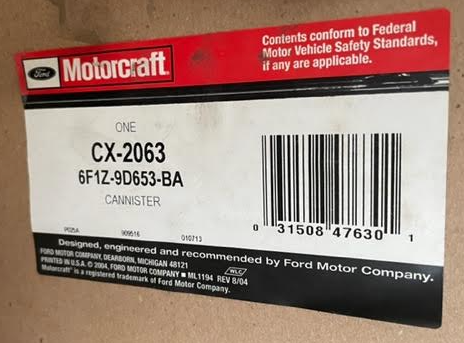 Ford
Motorcraft
Contents conform to Federal
Motor Vehicle Safety Standards,
if any are applicable.
ONE
CX-2063
6F1Z-9D653-BA
CANNISTER
P025A 909516 010713
0 31508 47630 1
Designed, engineered and recommended by Ford Motor Company.
FORD MOTOR COMPANY, DEARBORN, MICHIGAN 48121
PRINTED IN U.S.A. © 2004, FORD MOTOR COMPANY ■ ML1194 REV 8/04 WLC
Motorcraft® is a registered trademark of Ford Motor Company.